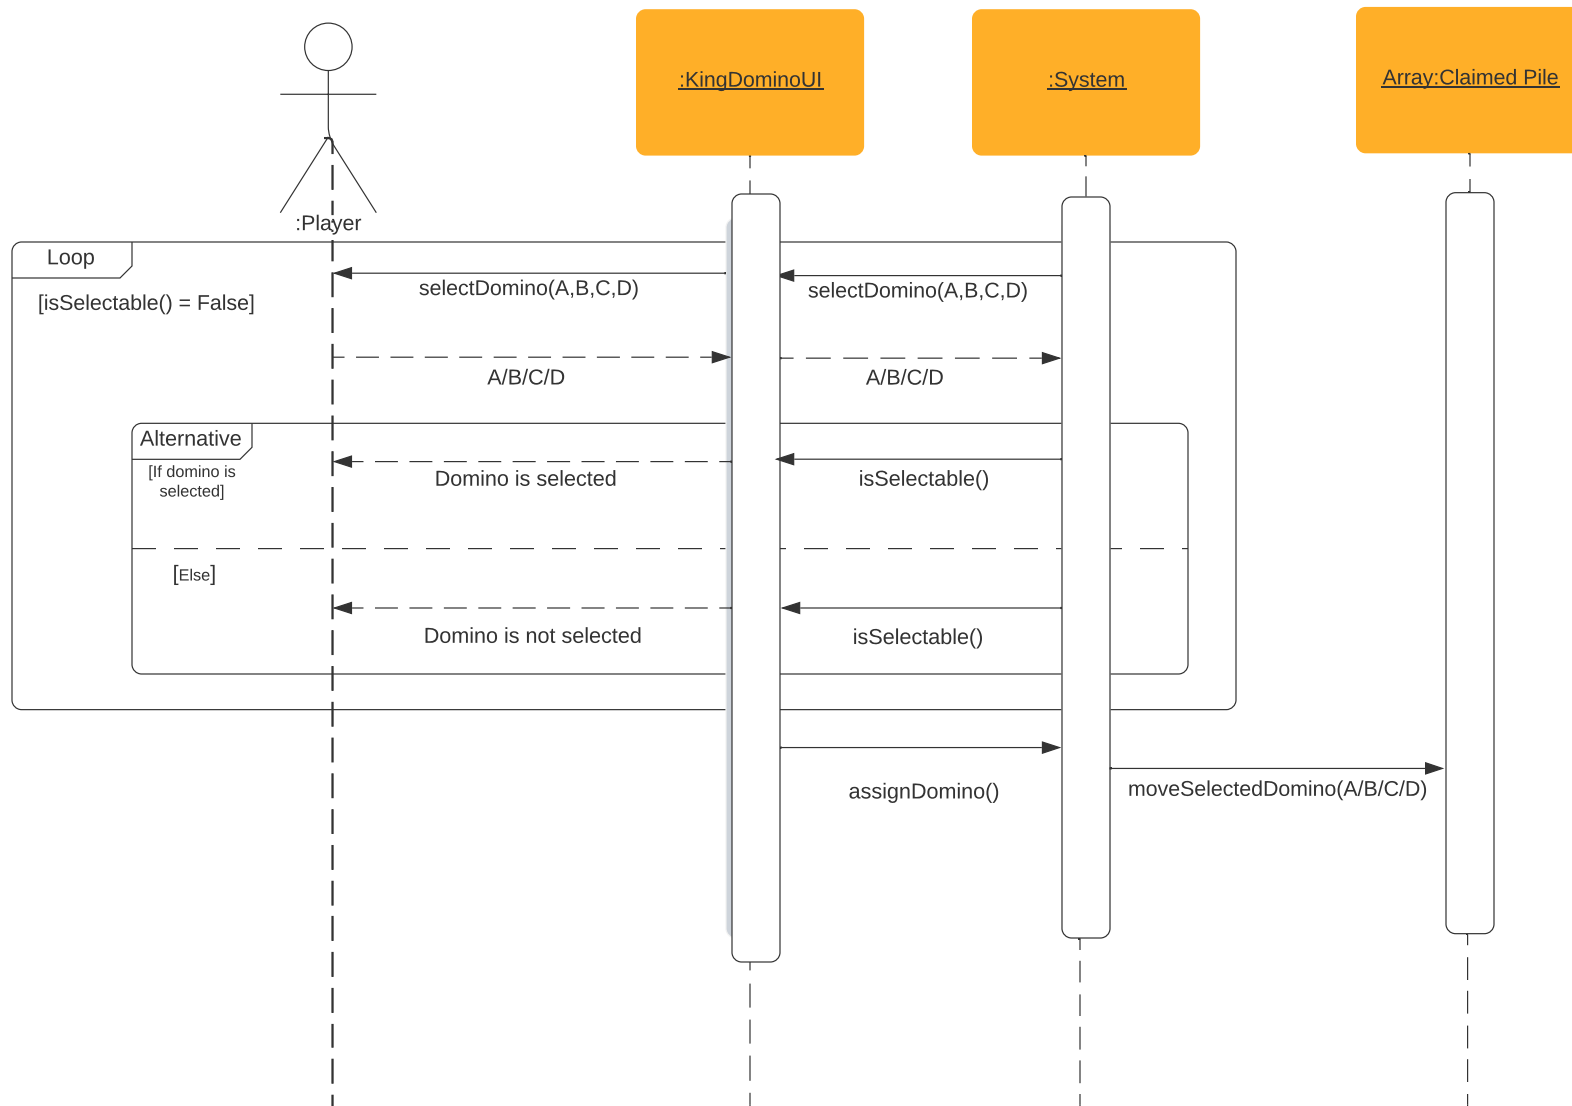 :KingDominoUI
:System
Array:Claimed Pile
:Player
Loop
[isSelectable() = False]
selectDomino(A,B,C,D)
selectDomino(A,B,C,D)
A/B/C/D
A/B/C/D
Alternative
[If domino is
selected]
Domino is selected
isSelectable()
[Else]
Domino is not selected
isSelectable()
assignDomino()
moveSelectedDomino(A/B/C/D)